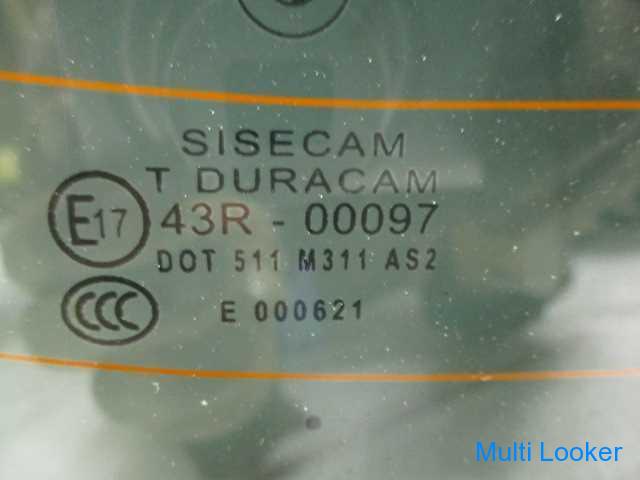 SISECAM
T DURACAM
E17 43R - 00097
DOT 511 M311 AS2
CCC E 000621
Multi Looker